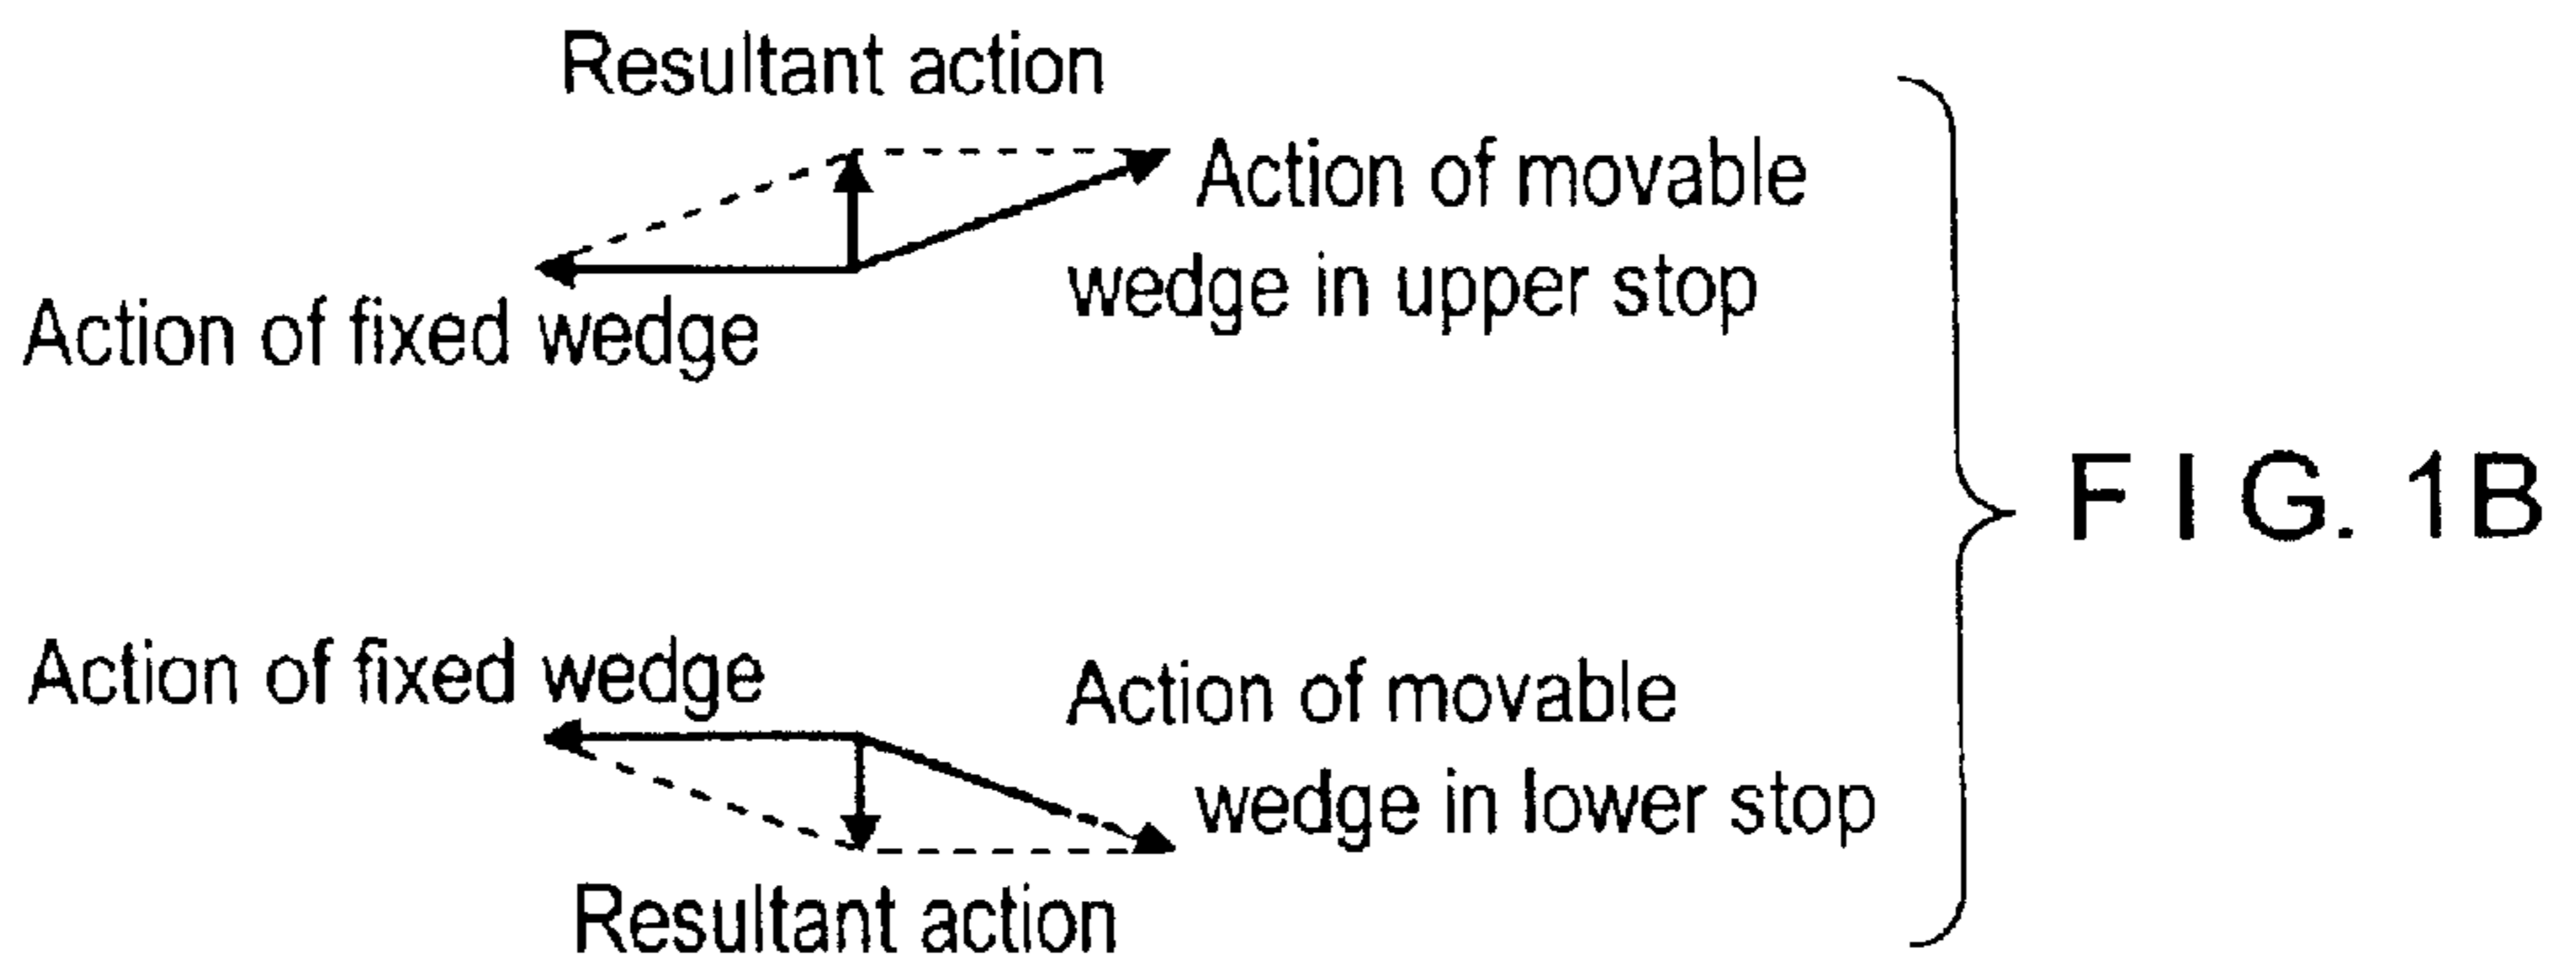 Resultant action
Action of movable
wedge in upper stop
Action of fixed wedge
F I G. 1B
Action of fixed wedge
Action of movable
wedge in lower stop
Resultant action